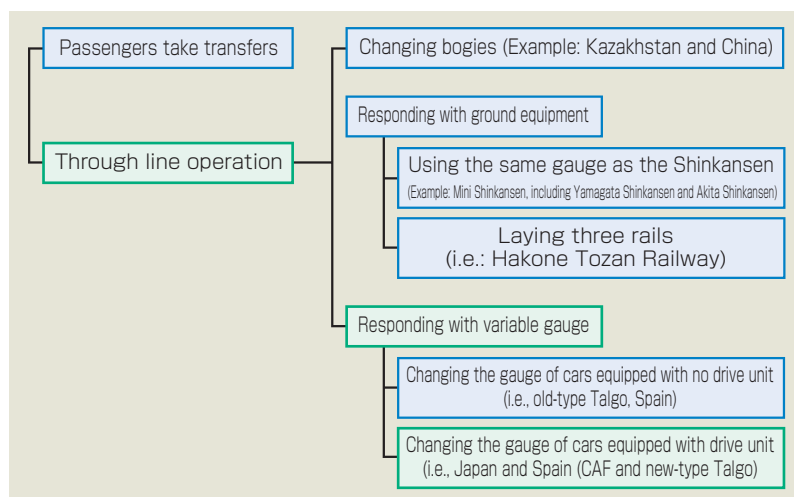 Passengers take transfers
Through line operation
Changing bogies (Example: Kazakhstan and China)
Responding with ground equipment
Using the same gauge as the Shinkansen
(Example: Mini Shinkansen, including Yamagata Shinkansen and Akita Shinkansen)
Laying three rails
(i.e.: Hakone Tozan Railway)
Responding with variable gauge
Changing the gauge of cars equipped with no drive unit
(i.e., old-type Talgo, Spain)
Changing the gauge of cars equipped with drive unit
(i.e., Japan and Spain (CAF and new-type Talgo)